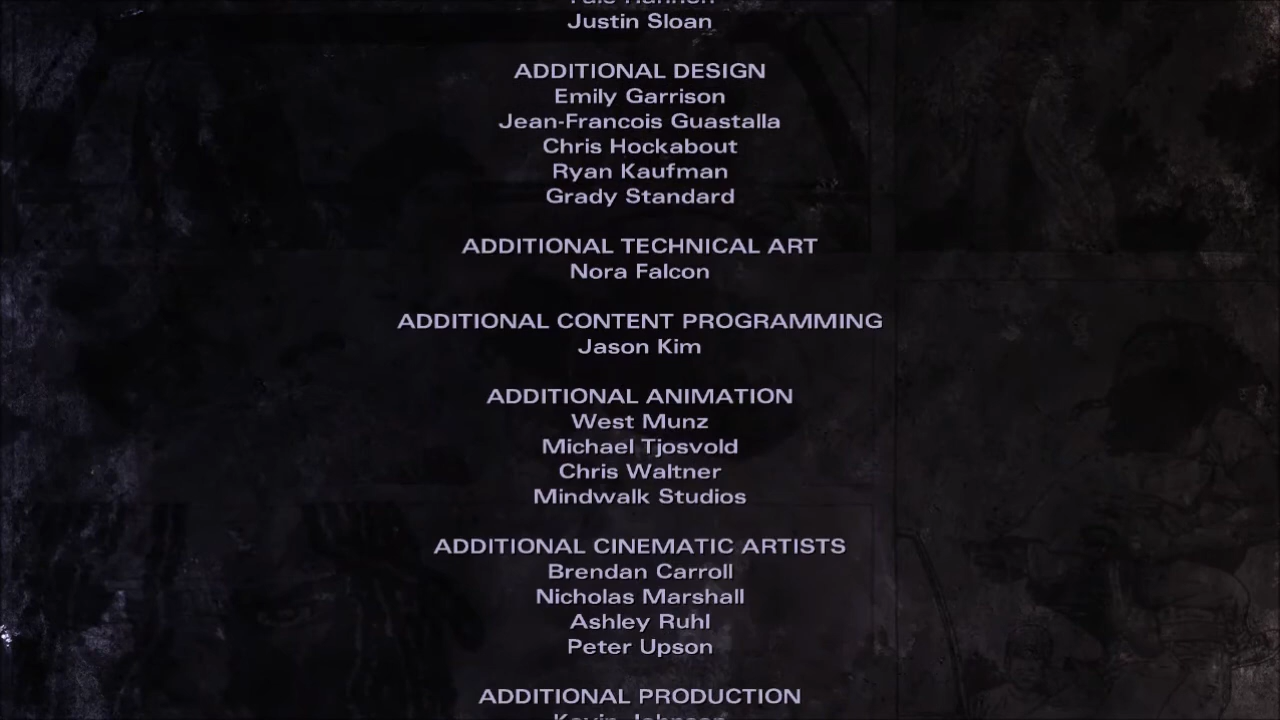 Justin Sloan
ADDITIONAL DESIGN
Emily Garrison
Jean-Francois Guastalla
Chris Hockabout
Ryan Kaufman
Grady Standard
ADDITIONAL TECHNICAL ART
Nora Falcon
ADDITIONAL CONTENT PROGRAMMING
Jason Kim
ADDITIONAL ANIMATION
West Munz
Michael Tjosvold
Chris Waltner
Mindwalk Studios
ADDITIONAL CINEMATIC ARTISTS
Brendan Carroll
Nicholas Marshall
Ashley Ruhl
Peter Upson
ADDITIONAL PRODUCTION